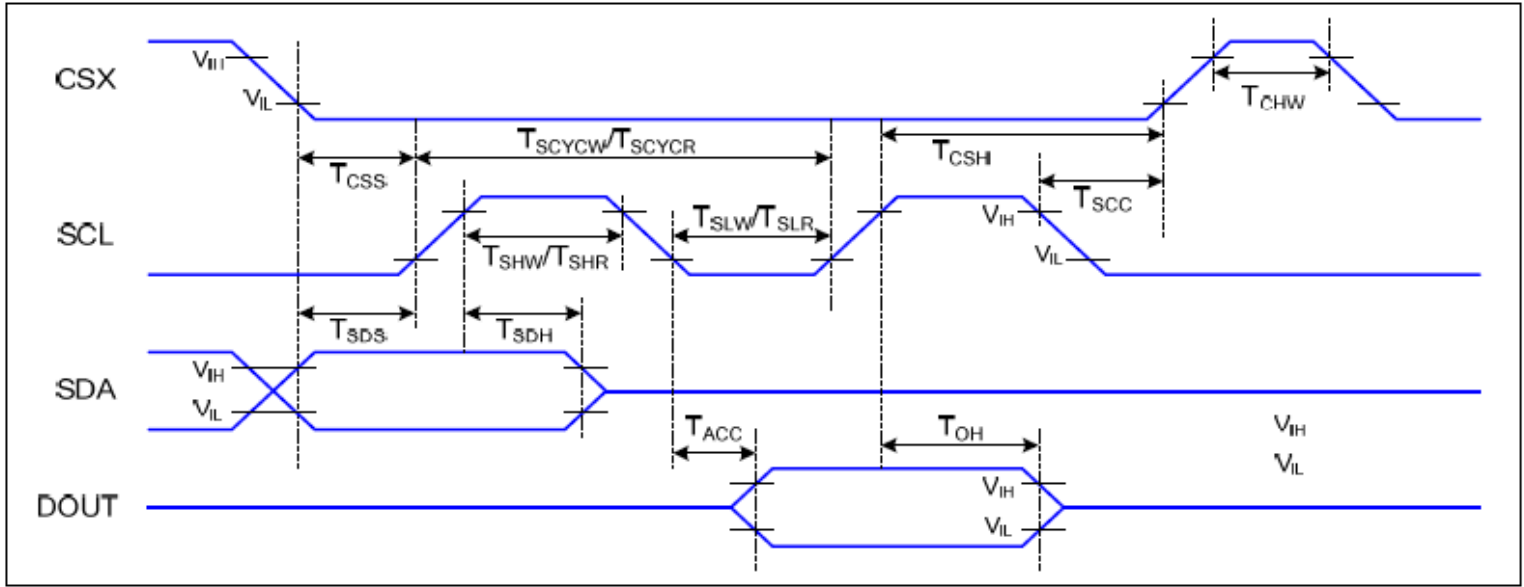 CSX
VIH
VIL
TCHW
TSCYCW/TSCYCR
TCSS
TCSH
TSCC
SCL
TSHW/TSHR
TSLW/TSLR
VIH
VIL
TSDS
TSDH
SDA
VIH
VIL
TACC
TOH
VIH
VIL
DOUT
VIH
VIL